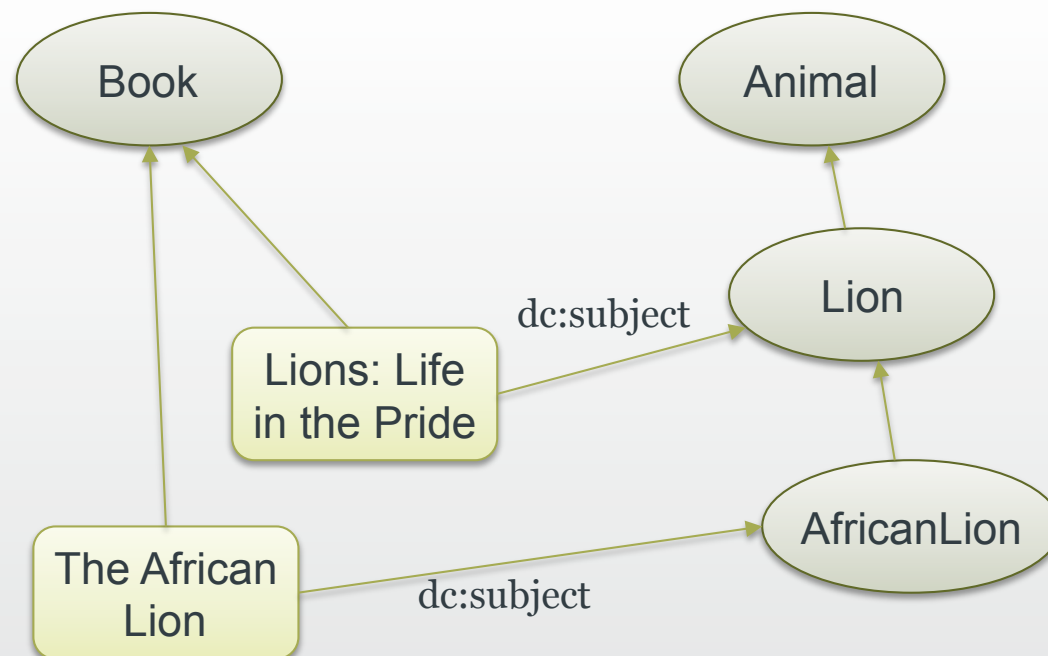 Book
Animal
Lion
dc:subject
Lions: Life
in the Pride
AfricanLion
The African
Lion
dc:subject